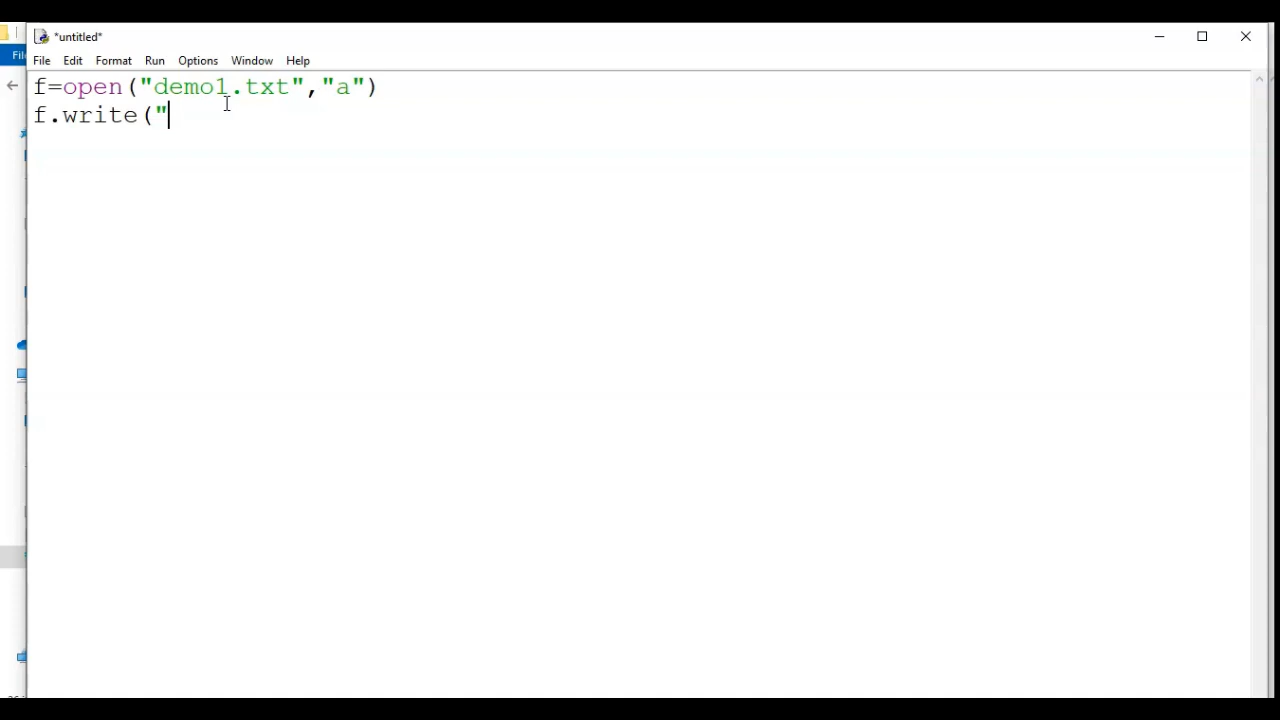 *untitled*
File Edit Format Run Options Window Help
f=open("demo1.txt","a")
f.write("